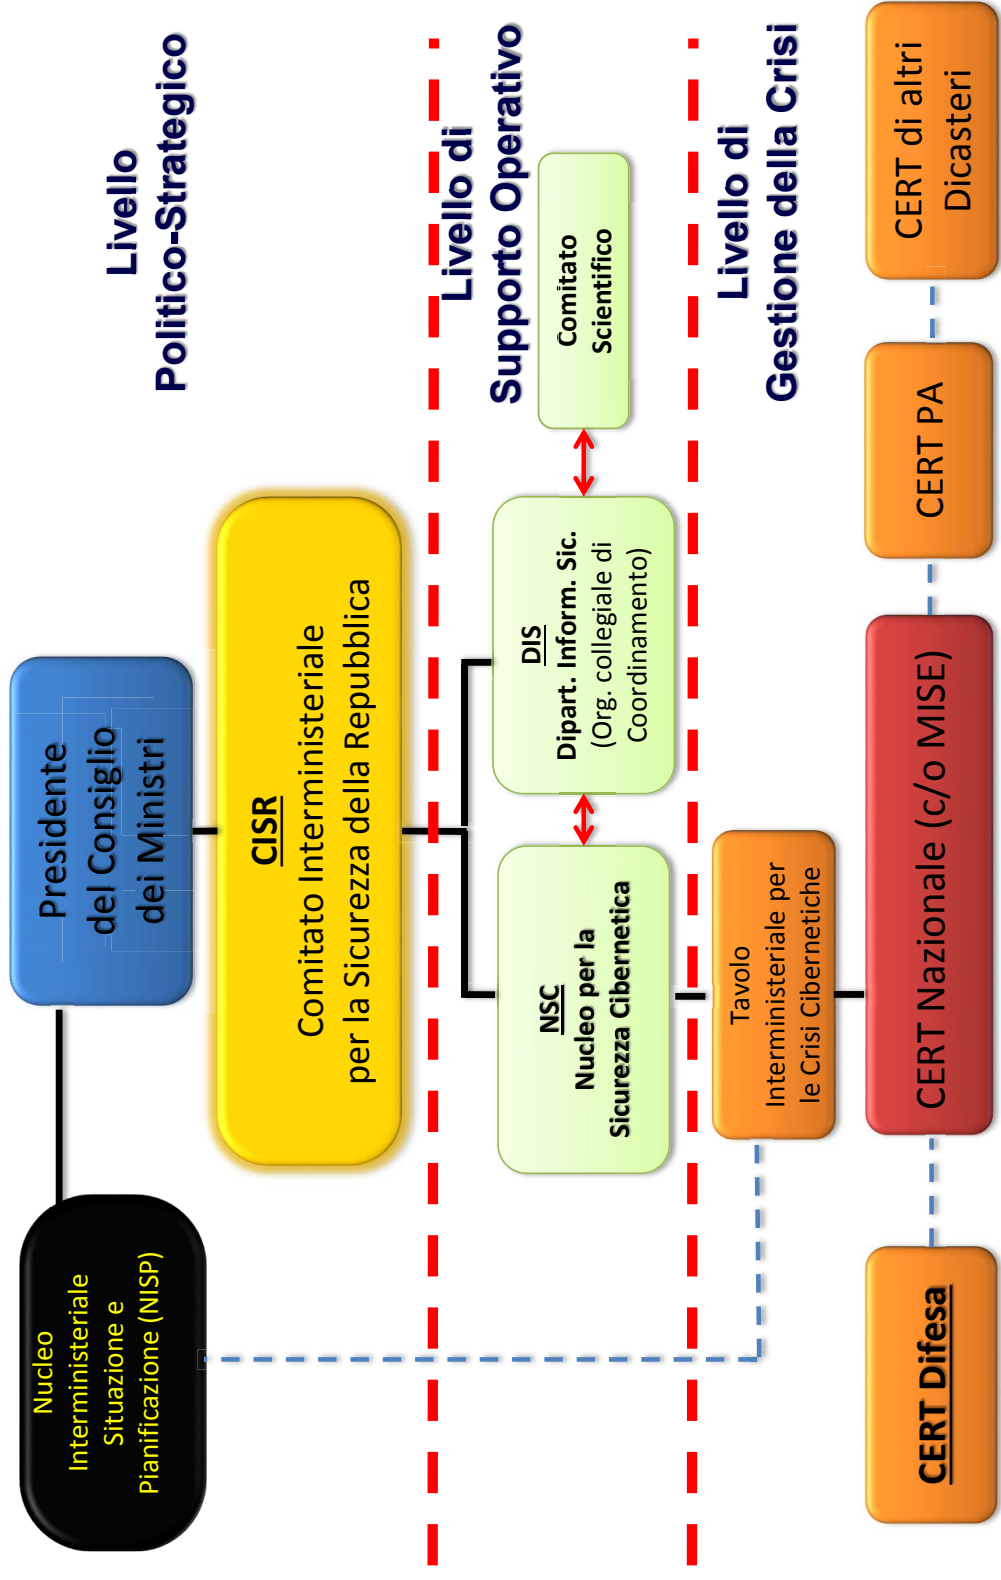 Nucleo
Interministeriale
Situazione e
Pianificazione (NISP)
Presidente
del Consiglio
dei Ministri
Livello
Politico-Strategico
CISR
Comitato Interministeriale
per la Sicurezza della Repubblica
Livello di
Supporto Operativo
NSC
Nucleo per la
Sicurezza Cibernetica
DIS
Dipart. Inform. Sic.
(Org. collegiale di
Coordinamento)
Comitato
Scientifico
Livello di
Gestione della Crisi
Tavolo
Interministeriale per
le Crisi Cibernetiche
CERT Difesa
CERT Nazionale (c/o MISE)
CERT PA
CERT di altri
Dicasteri